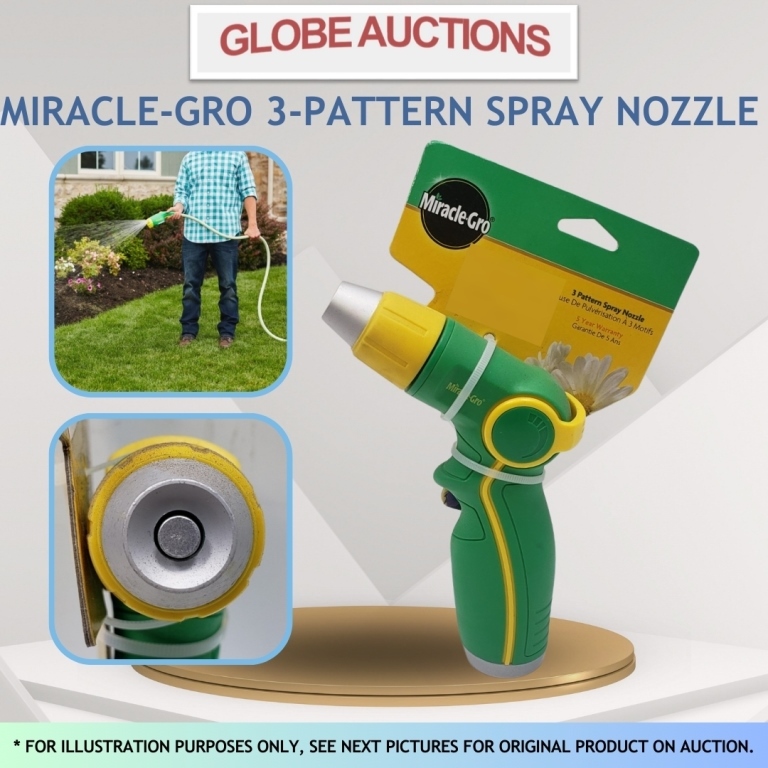 GLOBE AUCTIONS
MIRACLE-GRO 3-PATTERN SPRAY NOZZLE
Miracle-Gro®
3 Pattern Spray Nozzle
use De Pulvérisation À 3 Motifs
5 Year Warranty
Garantie De 5 Ans
Miracle-Gro
* FOR ILLUSTRATION PURPOSES ONLY, SEE NEXT PICTURES FOR ORIGINAL PRODUCT ON AUCTION.